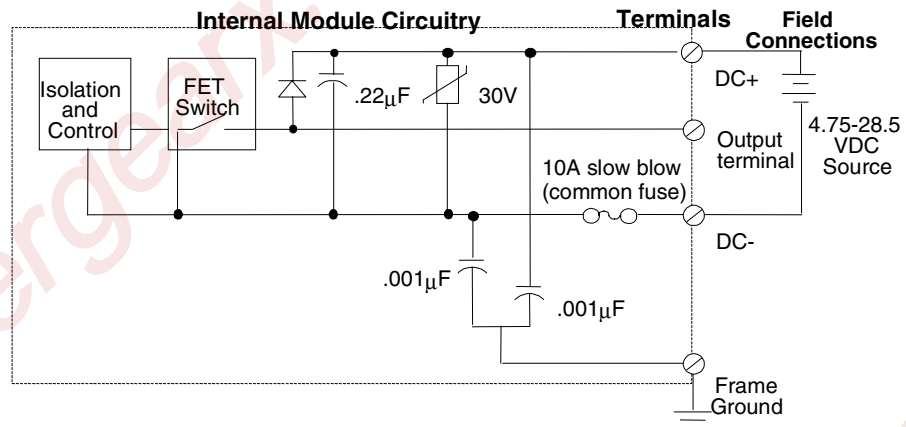 Internal Module Circuitry
Terminals
Field
Connections
Isolation
and
Control
FET
Switch
.22µF
30V
DC+
Output
terminal
4.75-28.5
VDC
Source
10A slow blow
(common fuse)
DC-
.001µF
.001µF
Frame
Ground